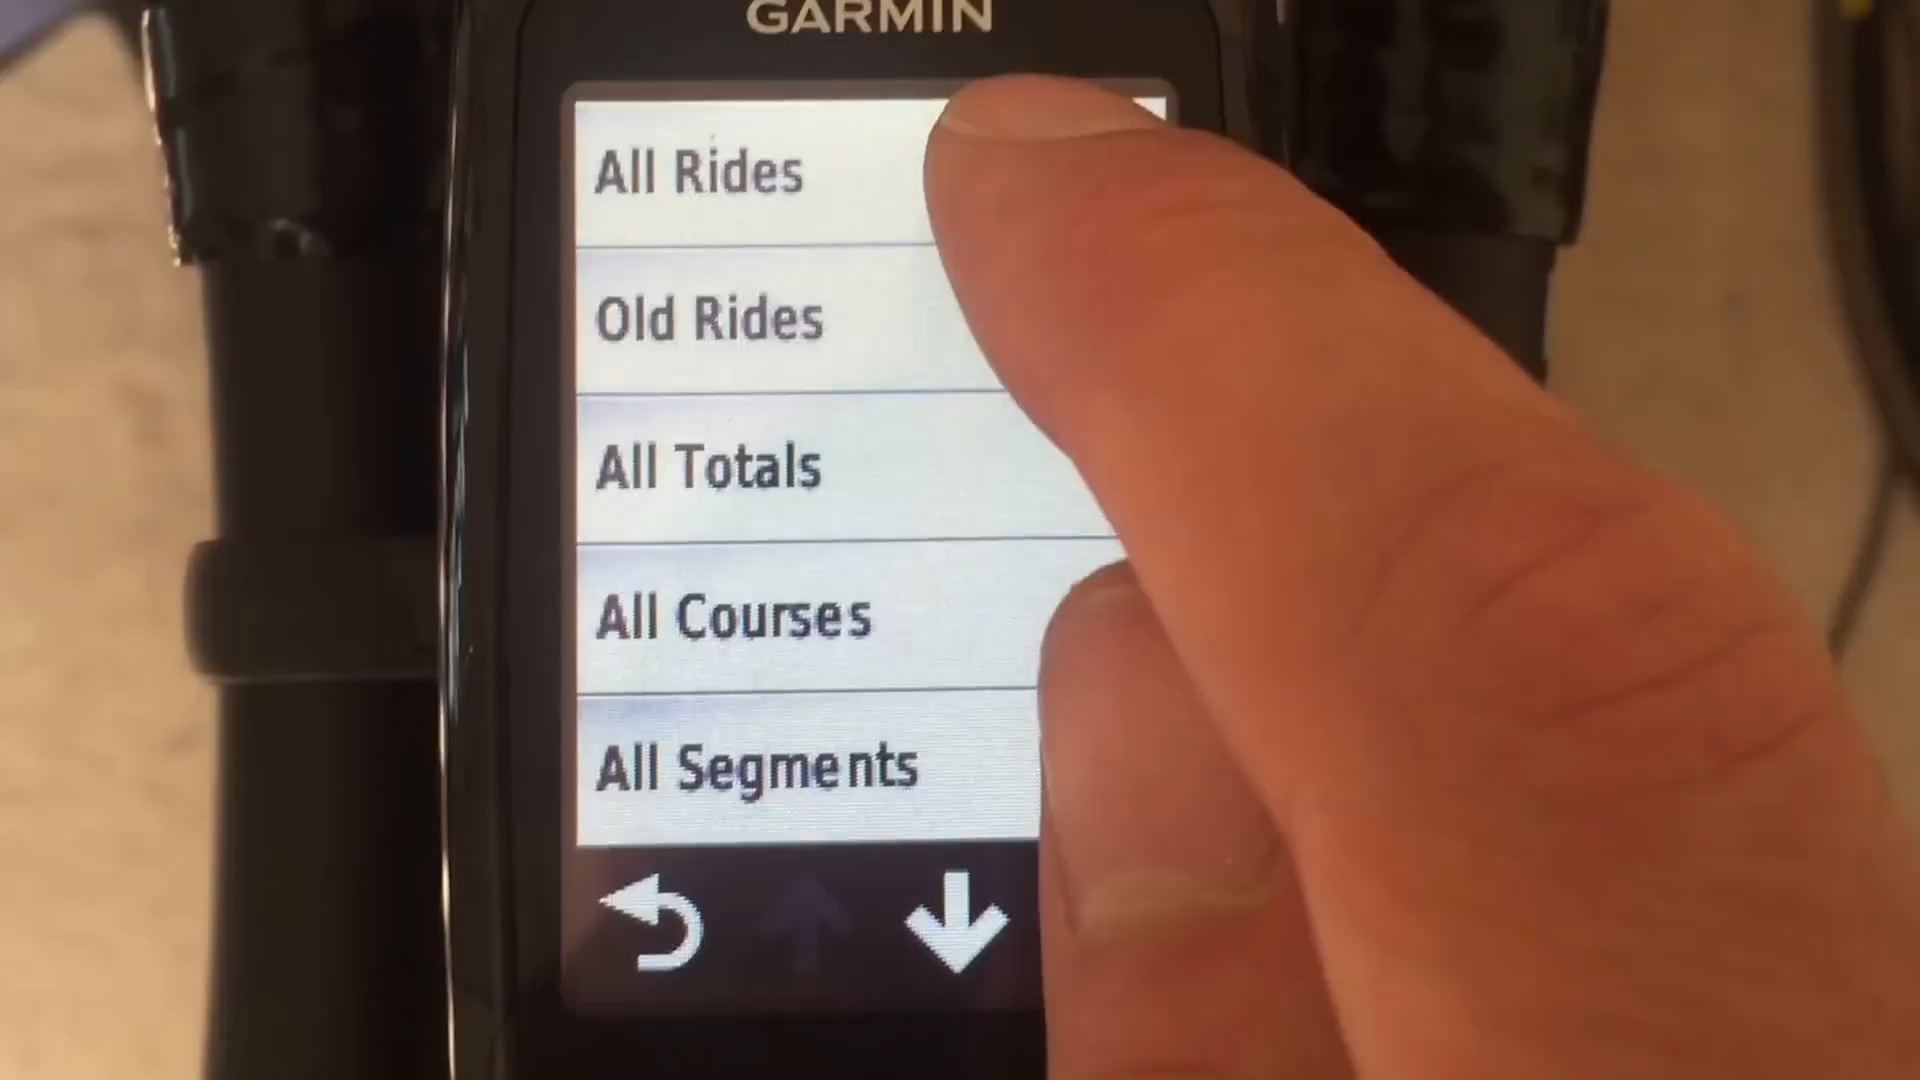 GARMIN
All Rides
Old Rides
All Totals
All Courses
All Segments